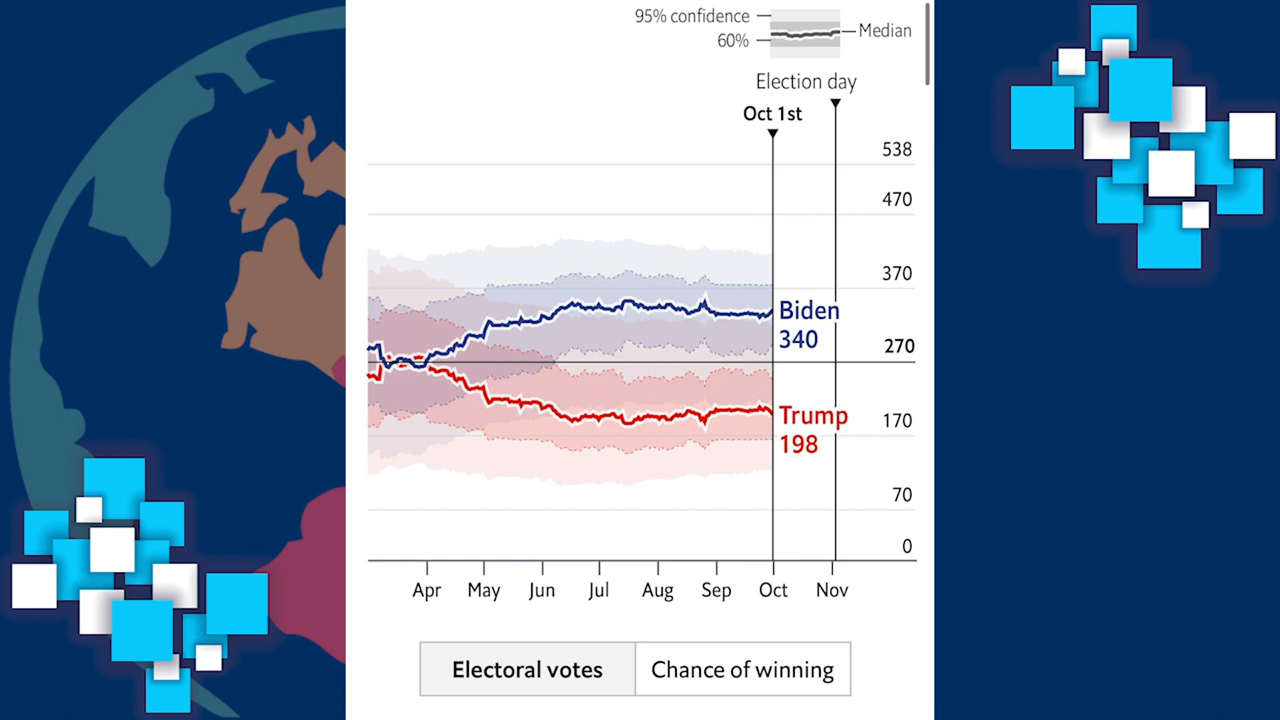 95% confidence
60%
Median
Election day
Oct 1st
538
470
370
Biden
340
270
Trump
198
170
70
0
Apr May Jun Jul Aug Sep Oct Nov
Electoral votes Chance of winning